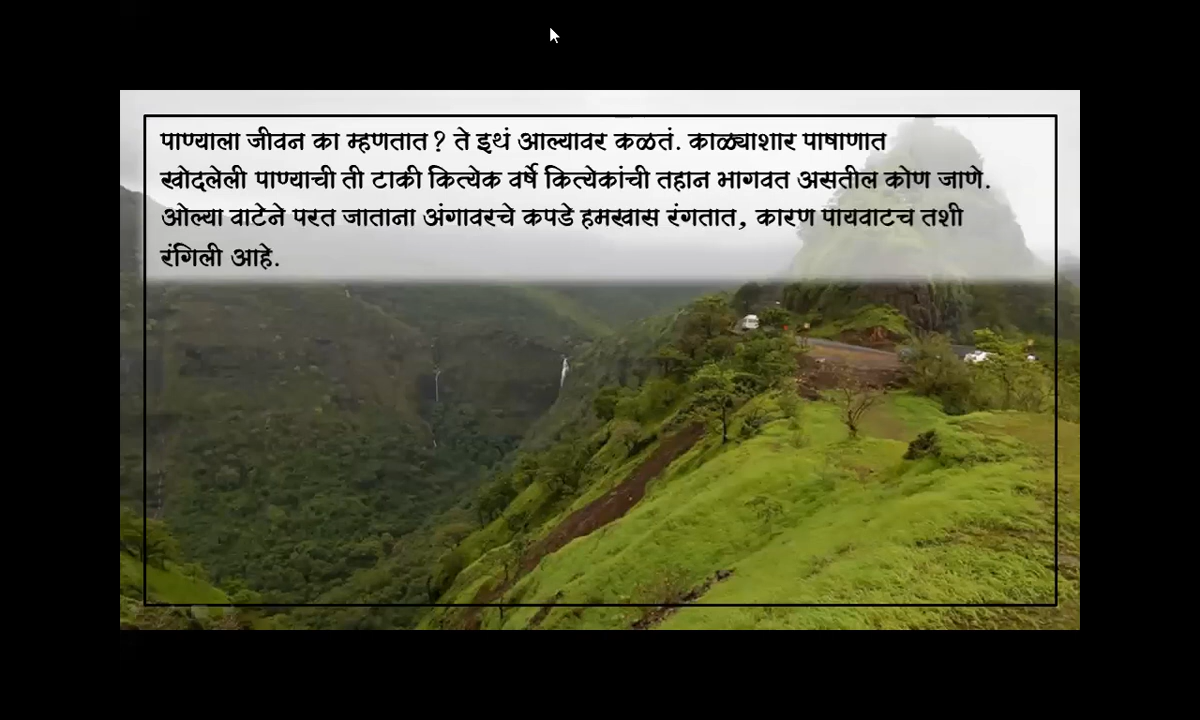 पाण्याला जीवन का म्हणतात? ते इथं आल्यावर कळतं. काळ्याशार पाषाणात
खोदलेली पाण्याची ती टाकी कित्येक वर्षे कित्येकांची तहान भागवत असतील कोण जाणे.
ओल्या वाटेने परत जाताना अंगावरचे कपडे हमखास रंगतात, कारण पायवाटच तशी
रंगिली आहे.